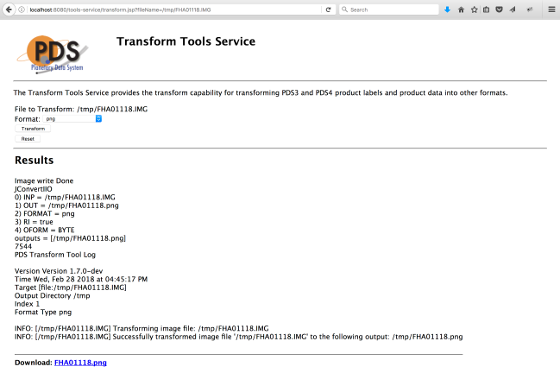 localhost:8080/tools-service/transform.jsp?fileName=/tmp/FHA01118.IMG
Search
PDS
Planetary Data System
Transform Tools Service
The Transform Tools Service provides the transform capability for transforming PDS3 and PDS4 product labels and product data into other formats.
File to Transform: /tmp/FHA01118.IMG
Format: png
Transform
Reset
Results
Image write Done
JConvertIIO
0) INP = /tmp/FHA01118.IMG
1) OUT = /tmp/FHA01118.png
2) FORMAT = png
3) RI = true
4) OFORM = BYTE
outputs = [/tmp/FHA01118.png]
7544
PDS Transform Tool Log
Version Version 1.7.0-dev
Time Wed, Feb 28 2018 at 04:45:17 PM
Target [file:/tmp/FHA01118.IMG]
Output Directory /tmp
Index 1
Format Type png
INFO: [/tmp/FHA01118.IMG] Transforming image file: /tmp/FHA01118.IMG
INFO: [/tmp/FHA01118.IMG] Successfully transformed image file '/tmp/FHA01118.IMG' to the following output: /tmp/FHA01118.png
Download: FHA01118.png